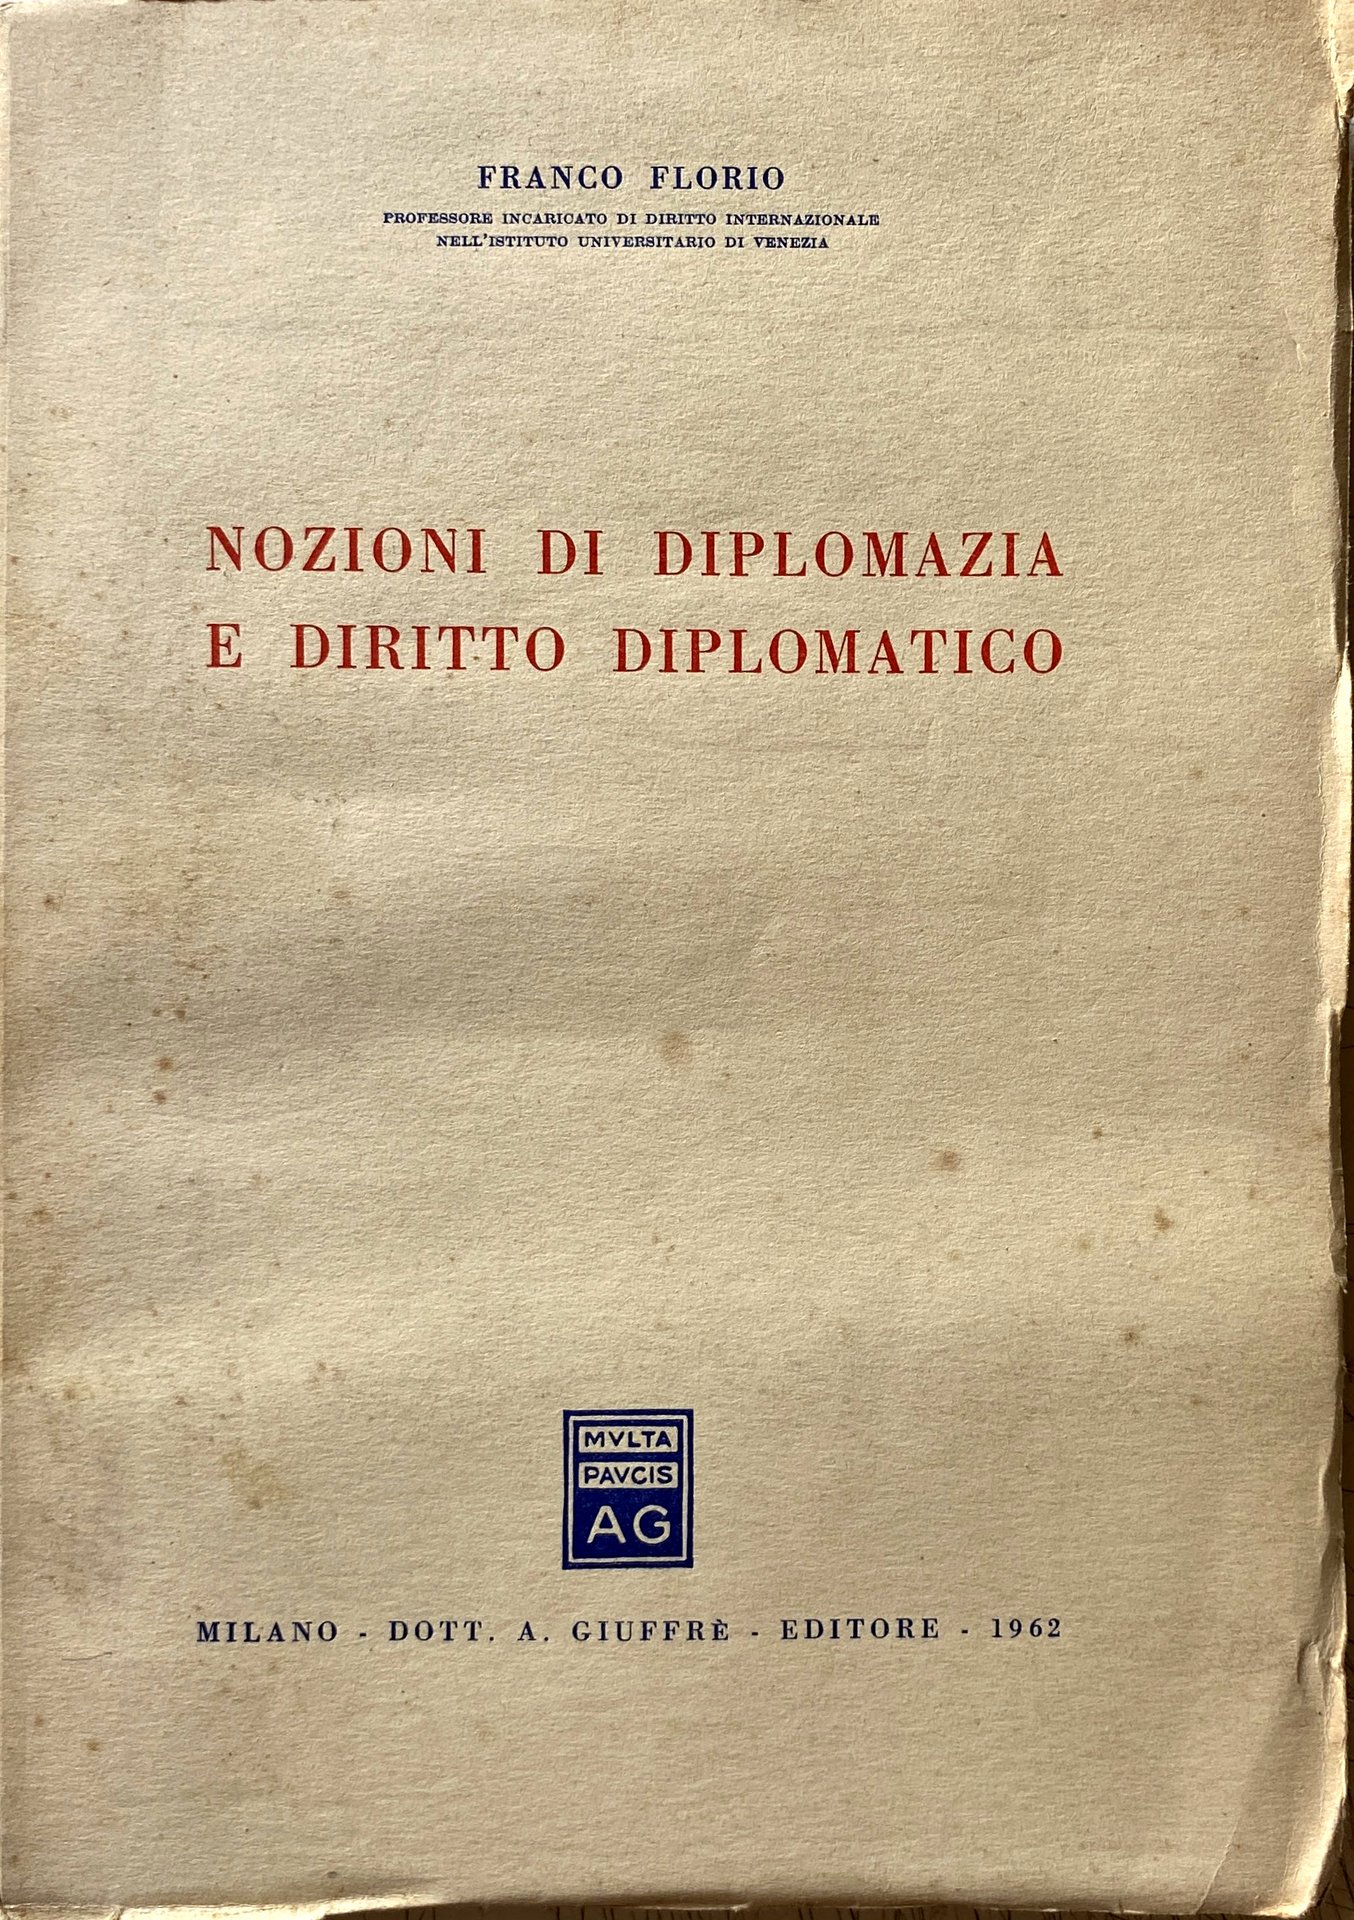 FRANCO FLORIO
PROFESSORE INCARICATO DI DIRITTO INTERNAZIONALE
NELL'ISTITUTO UNIVERSITARIO DI VENEZIA
NOZIONI DI DIPLOMAZIA
E DIRITTO DIPLOMATICO
MVLTA
PAVCIS
AG
MILANO - DOTT. A. GIUFFRÈ - EDITORE - 1962